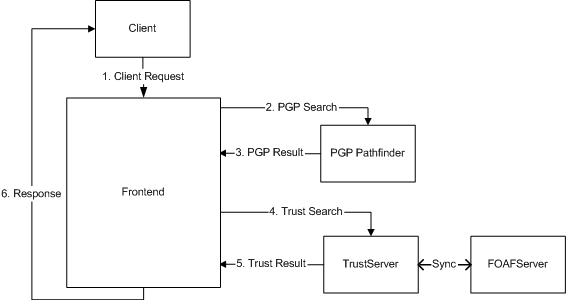 Client
1. Client Request
2. PGP Search
3. PGP Result
PGP Pathfinder
6. Response
Frontend
4. Trust Search
5. Trust Result
TrustServer
Sync
FOAFServer